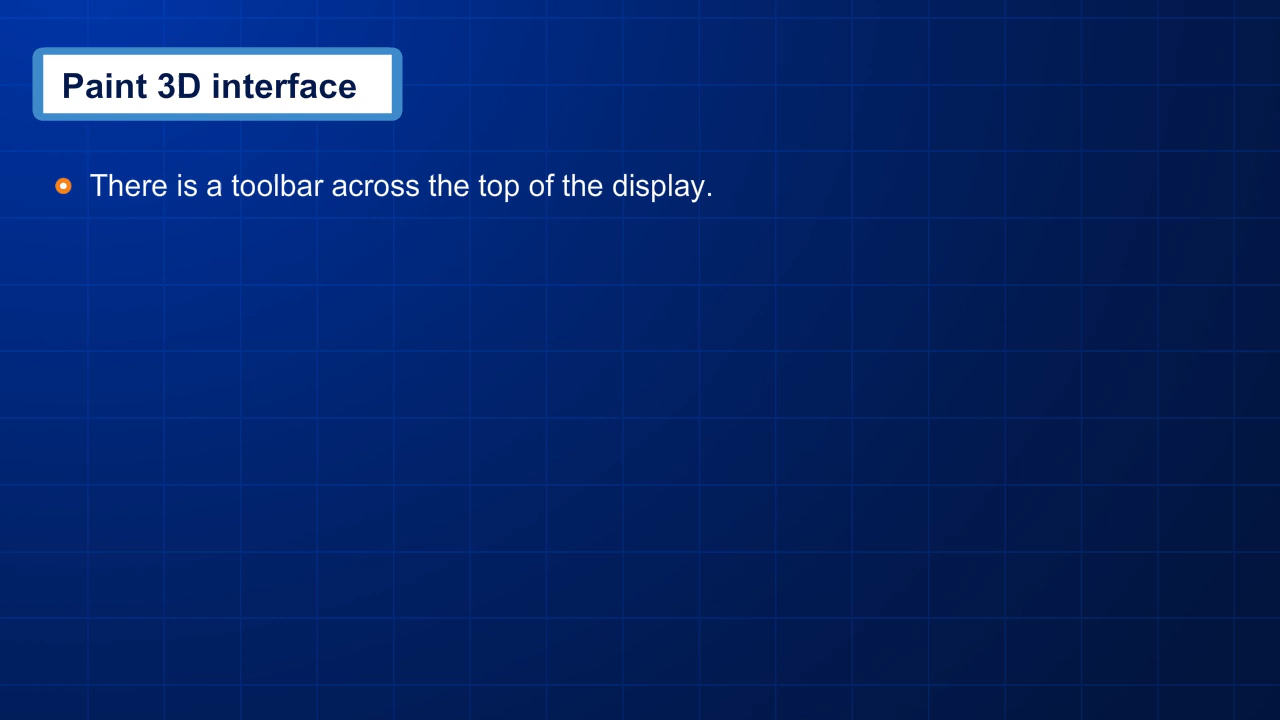 Paint 3D interface
There is a toolbar across the top of the display.